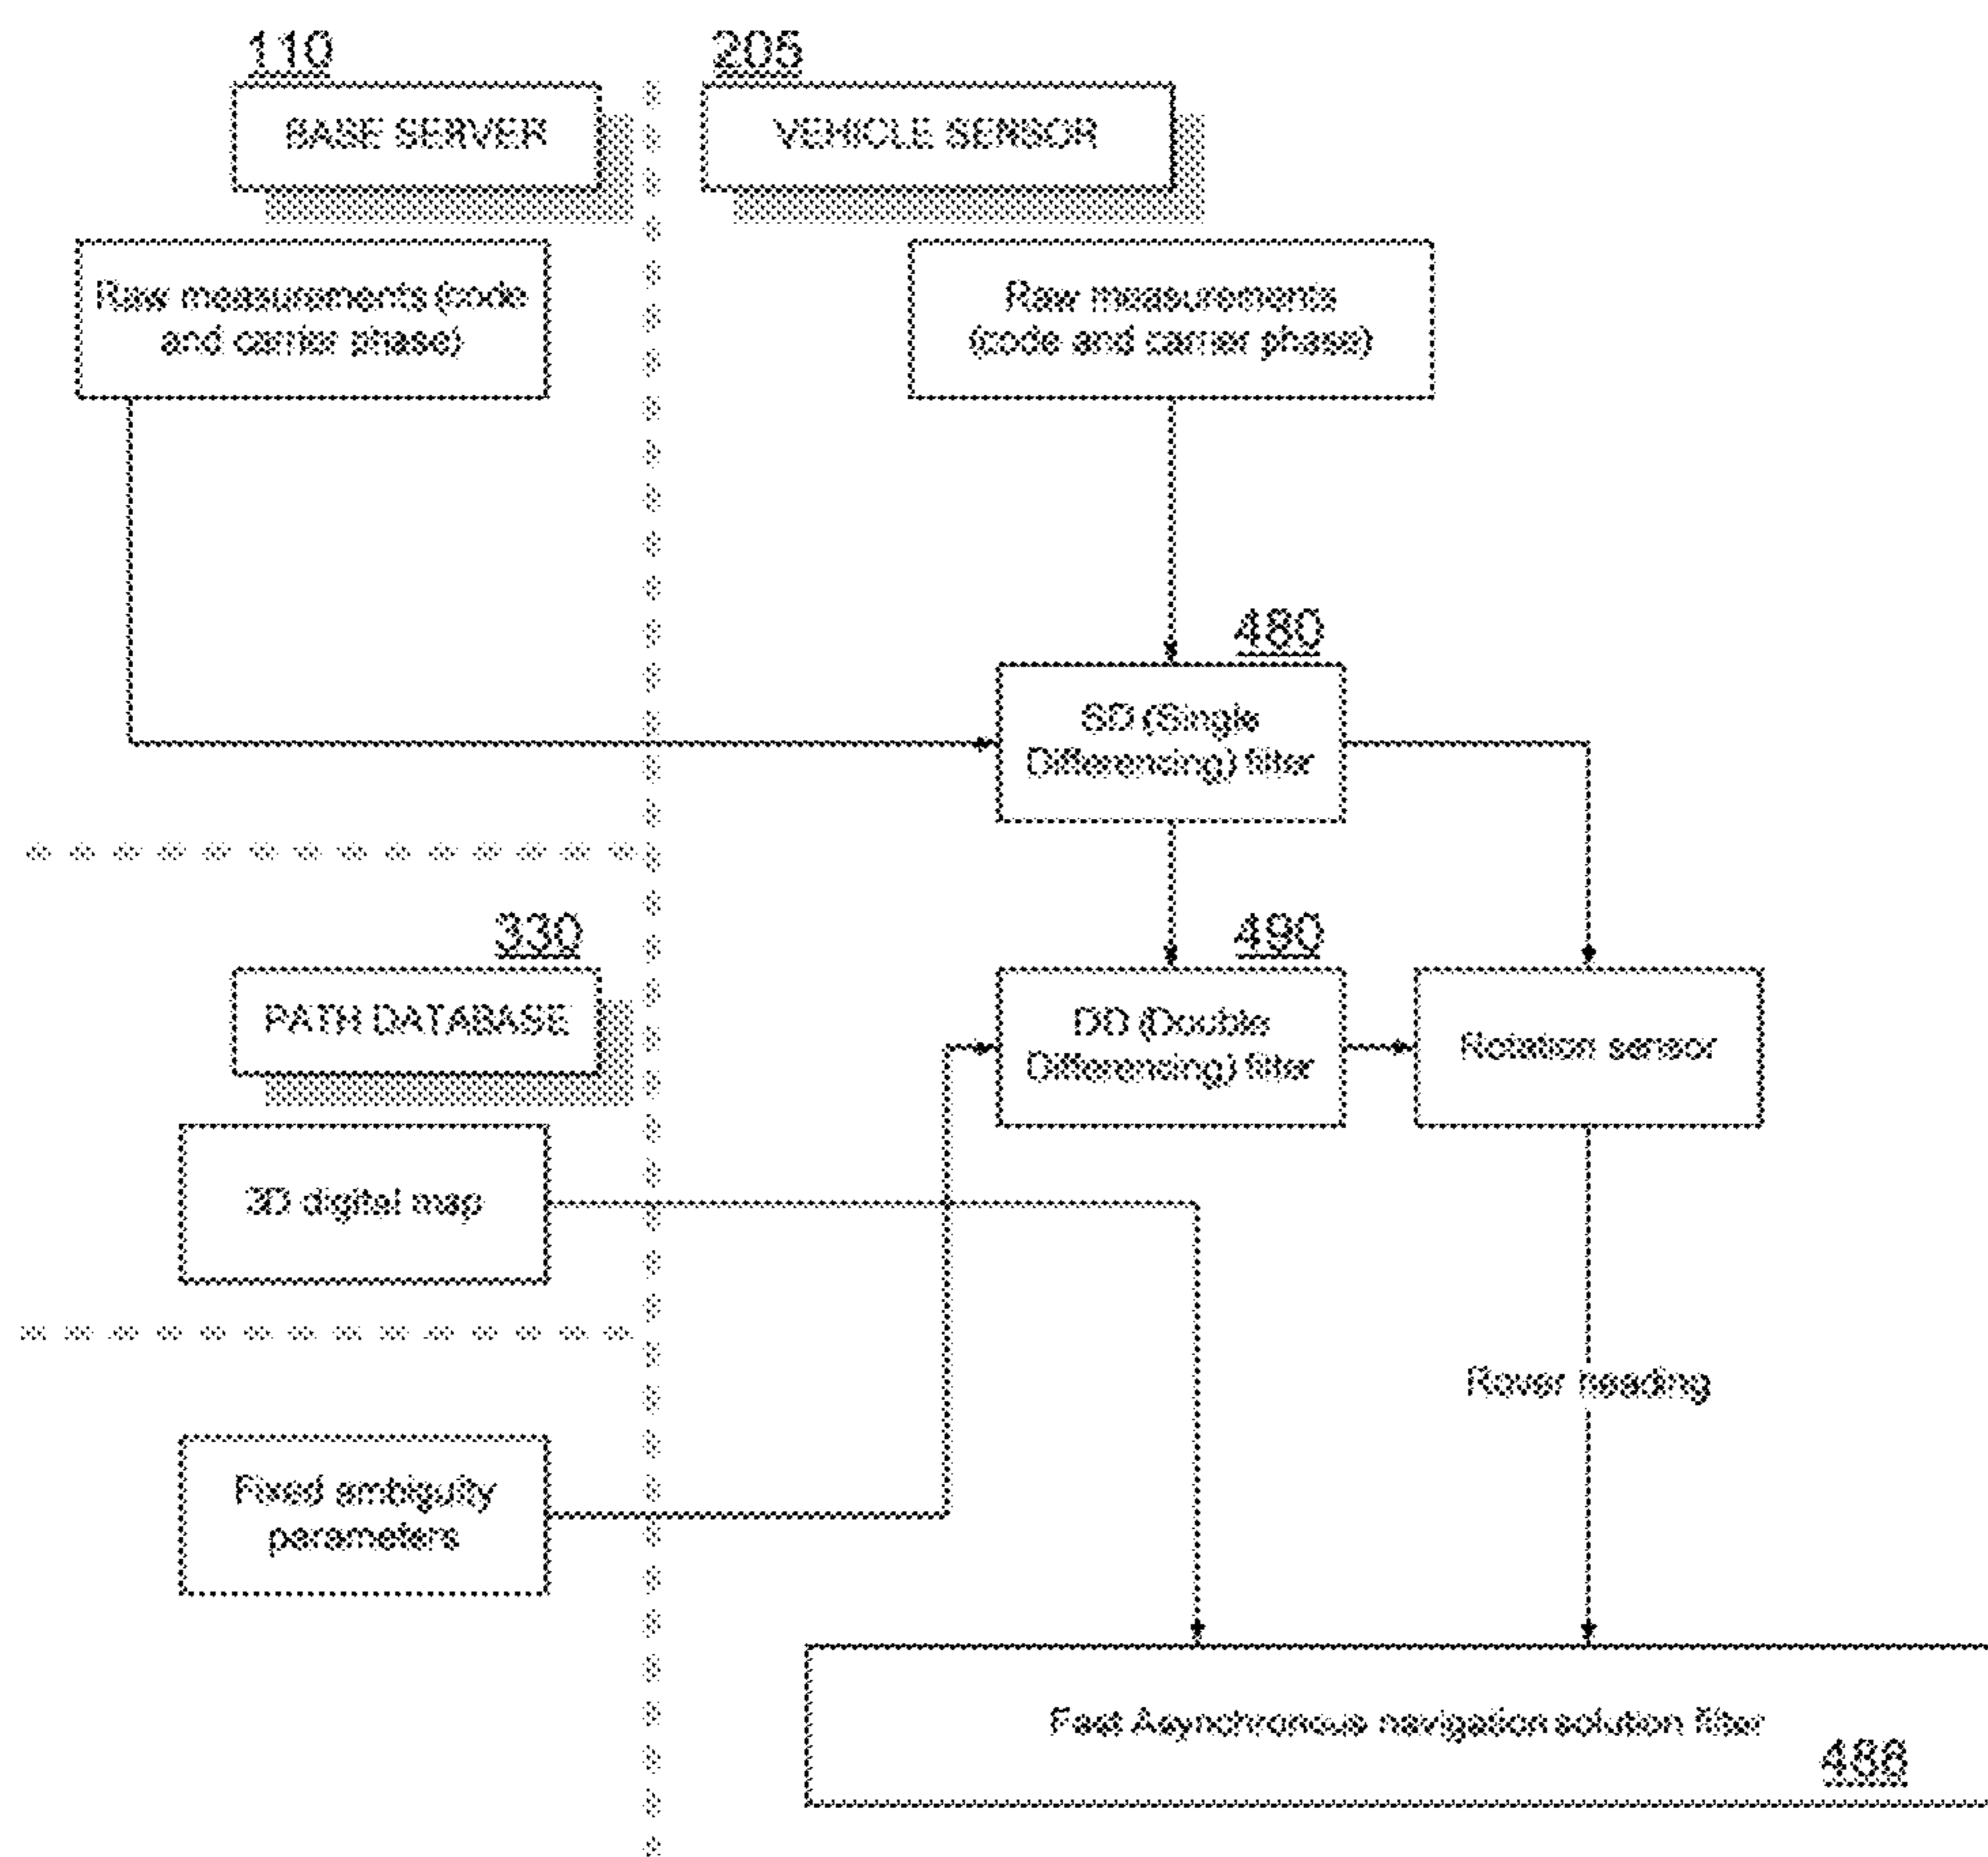 110
205
BASE SERVER
VEHICLE SENSOR
Raw measurements (code
and carrier phase)
Raw measurements
(code and carrier phase)
480
SD (Single
Differencing) filter
330
490
PATH DATABASE
DD (Double
Differencing) filter
Rotation sensor
digital map
Rover heading
Fixed ambiguity
parameters
Fast Asynchronous navigation solution filter